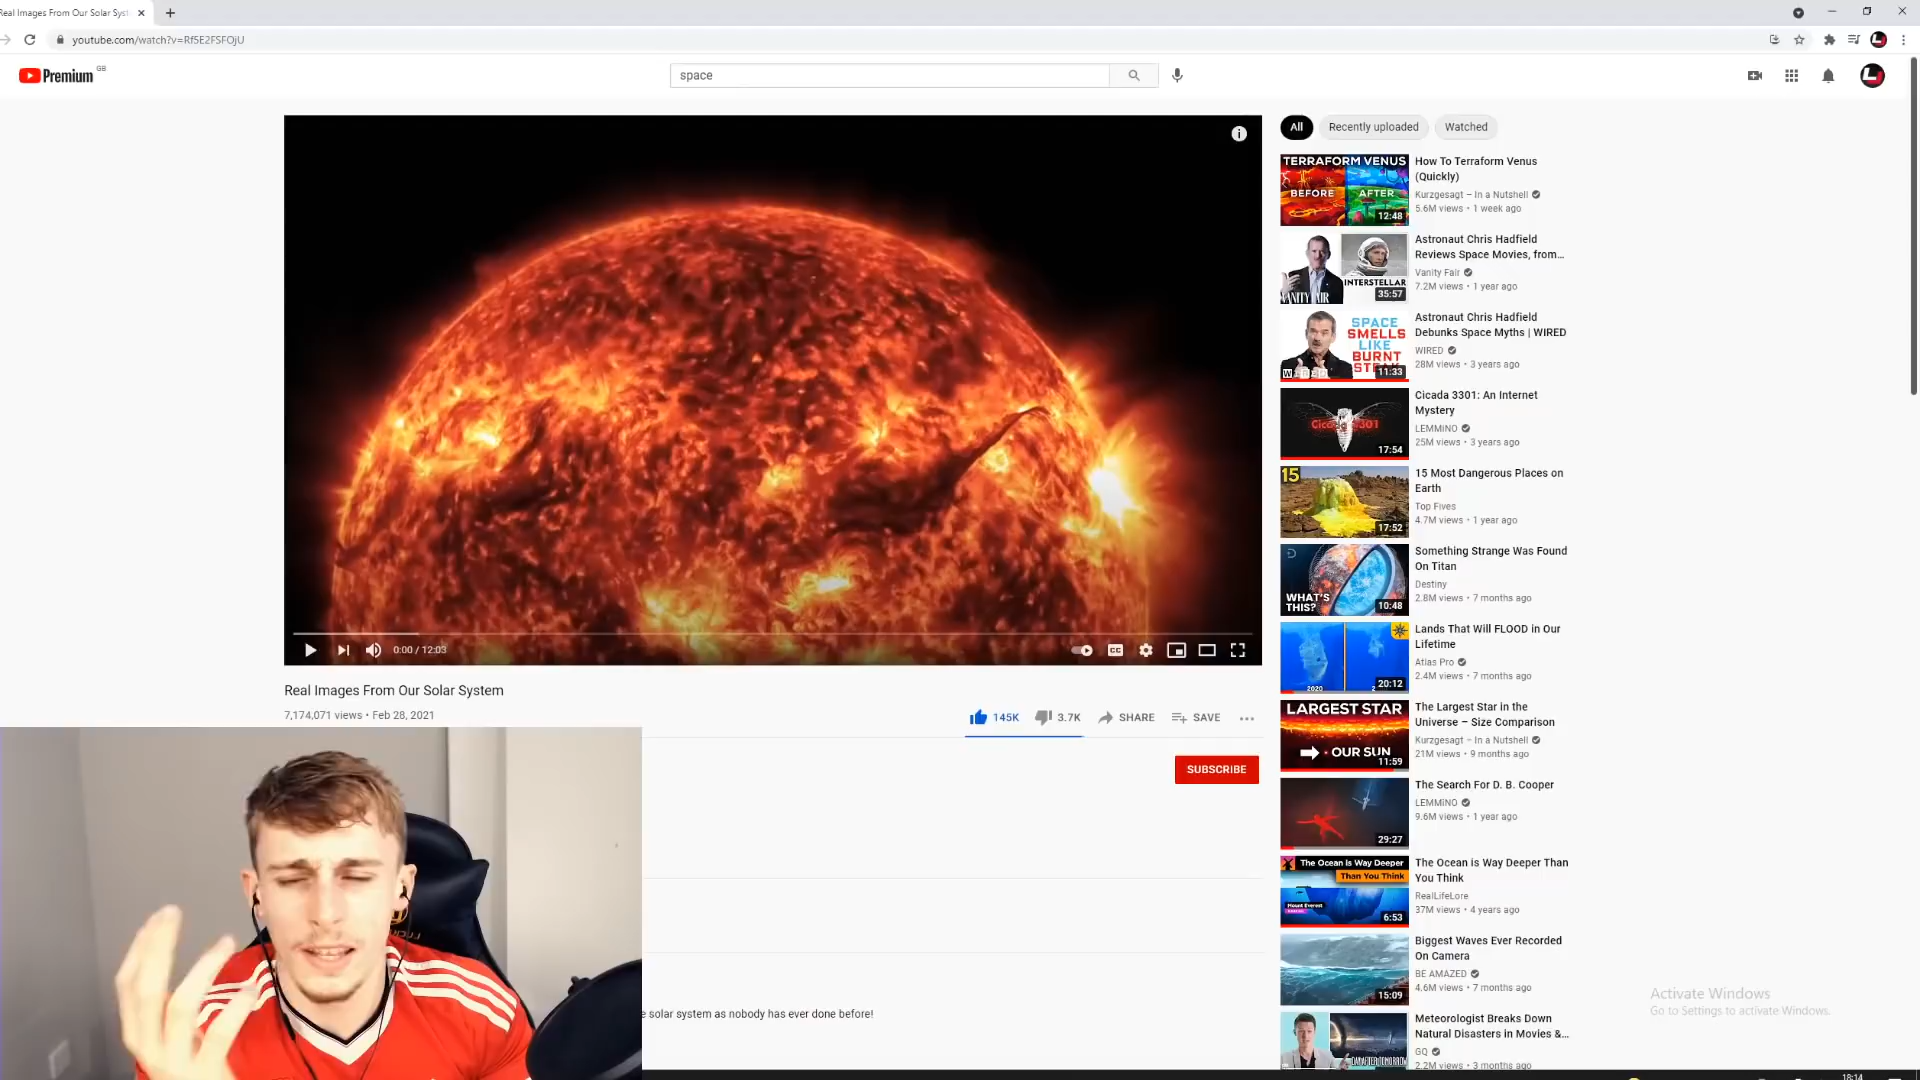 Real Images From Our Solar Syst
youtube.com/watch?v=Rf5E2FSFOjU
Premium GB
space
All
Recently uploaded
Watched
0:00 / 12:03
CC
Real Images From Our Solar System
7,174,071 views • Feb 28, 2021
145K
3.7K
SHARE
SAVE
SUBSCRIBE
solar system as nobody has ever done before!
TERRAFORM VENUS
BEFORE
AFTER
12:48
How To Terraform Venus
(Quickly)
Kurzgesagt – In a Nutshell
5.6M views • 1 week ago
VANITY FAIR
INTERSTELLAR
35:57
Astronaut Chris Hadfield
Reviews Space Movies, from...
Vanity Fair
7.2M views • 1 year ago
SPACE
SMELLS
LIKE
BURNT
11:33
Astronaut Chris Hadfield
Debunks Space Myths | WIRED
WIRED
28M views • 3 years ago
17:54
Cicada 3301: An Internet
Mystery
LEMMiNO
25M views • 3 years ago
15
17:52
15 Most Dangerous Places on
Earth
Top Fives
4.7M views • 1 year ago
WHAT'S
THIS?
10:48
Something Strange Was Found
On Titan
Destiny
2.8M views • 7 months ago
2020
20:12
Lands That Will FLOOD in Our
Lifetime
Atlas Pro
2.4M views • 7 months ago
LARGEST STAR
OUR SUN
11:59
The Largest Star in the
Universe – Size Comparison
Kurzgesagt – In a Nutshell
21M views • 9 months ago
29:27
The Search For D. B. Cooper
LEMMiNO
9.6M views • 1 year ago
The Ocean is Way Deeper
Than You Think
Mount Everest
6:53
The Ocean is Way Deeper Than
You Think
RealLifeLore
37M views • 4 years ago
15:09
Biggest Waves Ever Recorded
On Camera
BE AMAZED
4.6M views • 7 months ago
Meteorologist Breaks Down
Natural Disasters in Movies &...
GQ
2.2M views • 3 months ago
Activate Windows
Go to Settings to activate Windows.
18:14